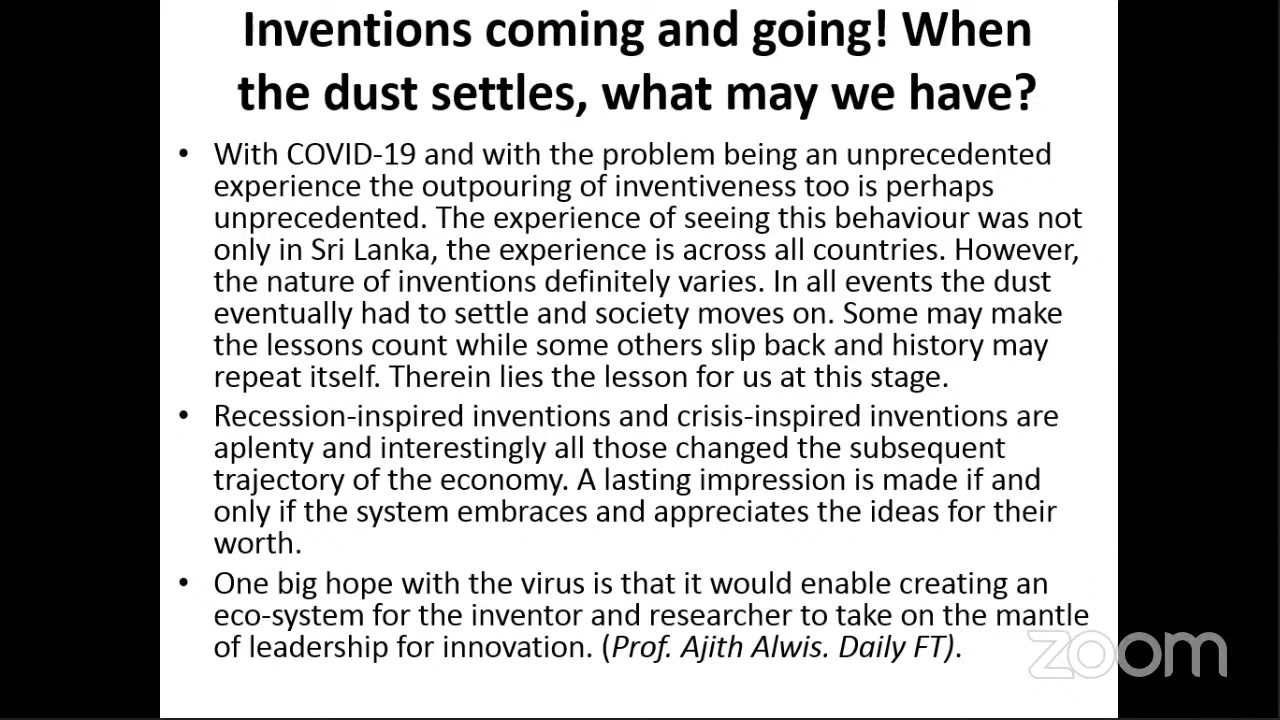 Inventions coming and going! When
the dust settles, what may we have?
• With COVID-19 and with the problem being an unprecedented
experience the outpouring of inventiveness too is perhaps
unprecedented. The experience of seeing this behaviour was not
only in Sri Lanka, the experience is across all countries. However,
the nature of inventions definitely varies. In all events the dust
eventually had to settle and society moves on. Some may make
the lessons count while some others slip back and history may
repeat itself. Therein lies the lesson for us at this stage.
• Recession-inspired inventions and crisis-inspired inventions are
aplenty and interestingly all those changed the subsequent
trajectory of the economy. A lasting impression is made if and
only if the system embraces and appreciates the ideas for their
worth.
• One big hope with the virus is that it would enable creating an
eco-system for the inventor and researcher to take on the mantle
of leadership for innovation. (Prof. Ajith Alwis. Daily FT).
zoom